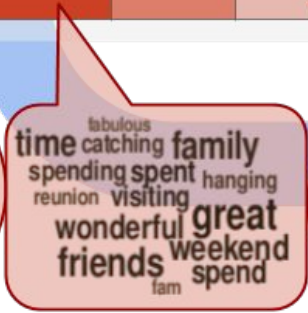 fabulous
time catching family
spending spent hanging
reunion visiting
wonderful great
friends weekend
spend
fam